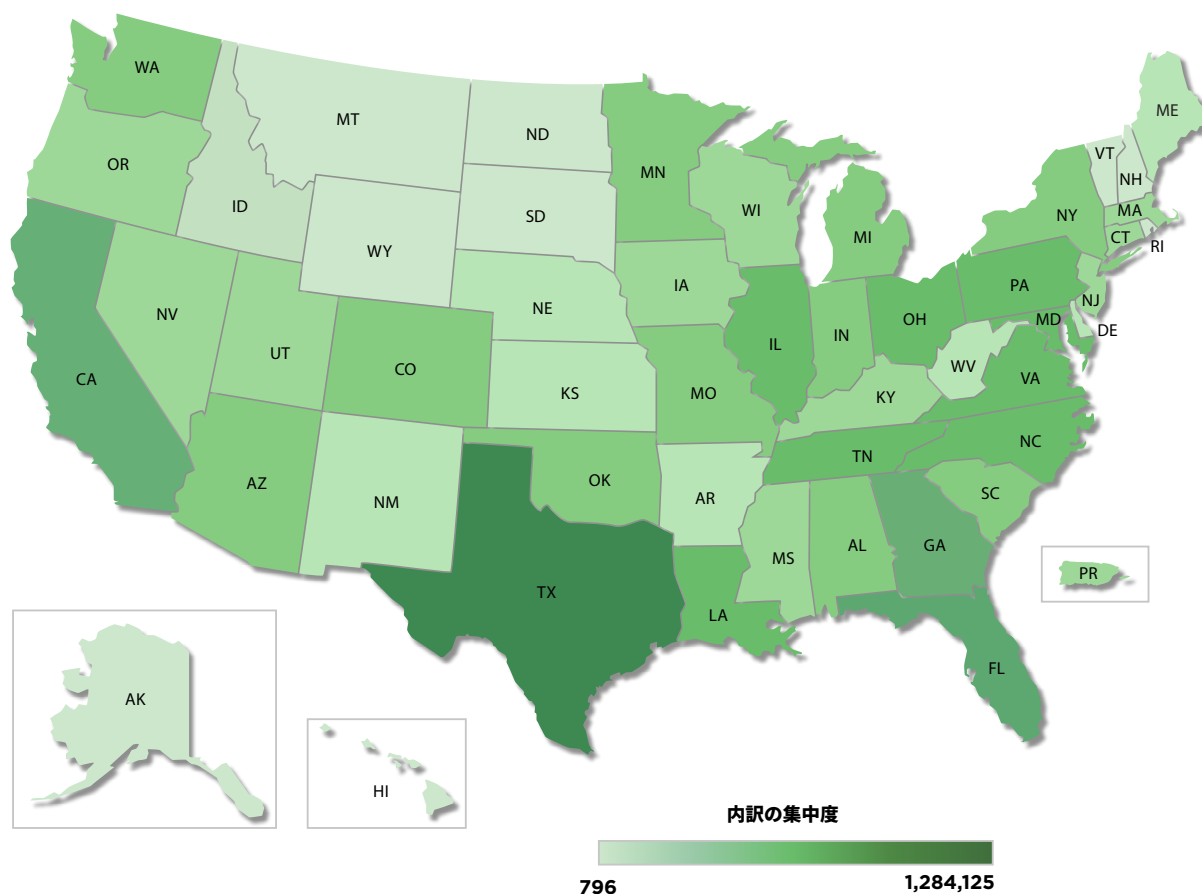 WA
MT
ND
MN
ME
VT
NH
OR
ID
SD
WI
MI
NY
MA
CT
RI
WY
IA
PA
NJ
NV
NE
IL
IN
OH
MD
DE
UT
CO
KS
MO
WV
VA
KY
CA
AZ
NM
OK
AR
TN
NC
SC
MS
AL
GA
TX
LA
FL
PR
AK
HI
内訳の集中度
796
1,284,125